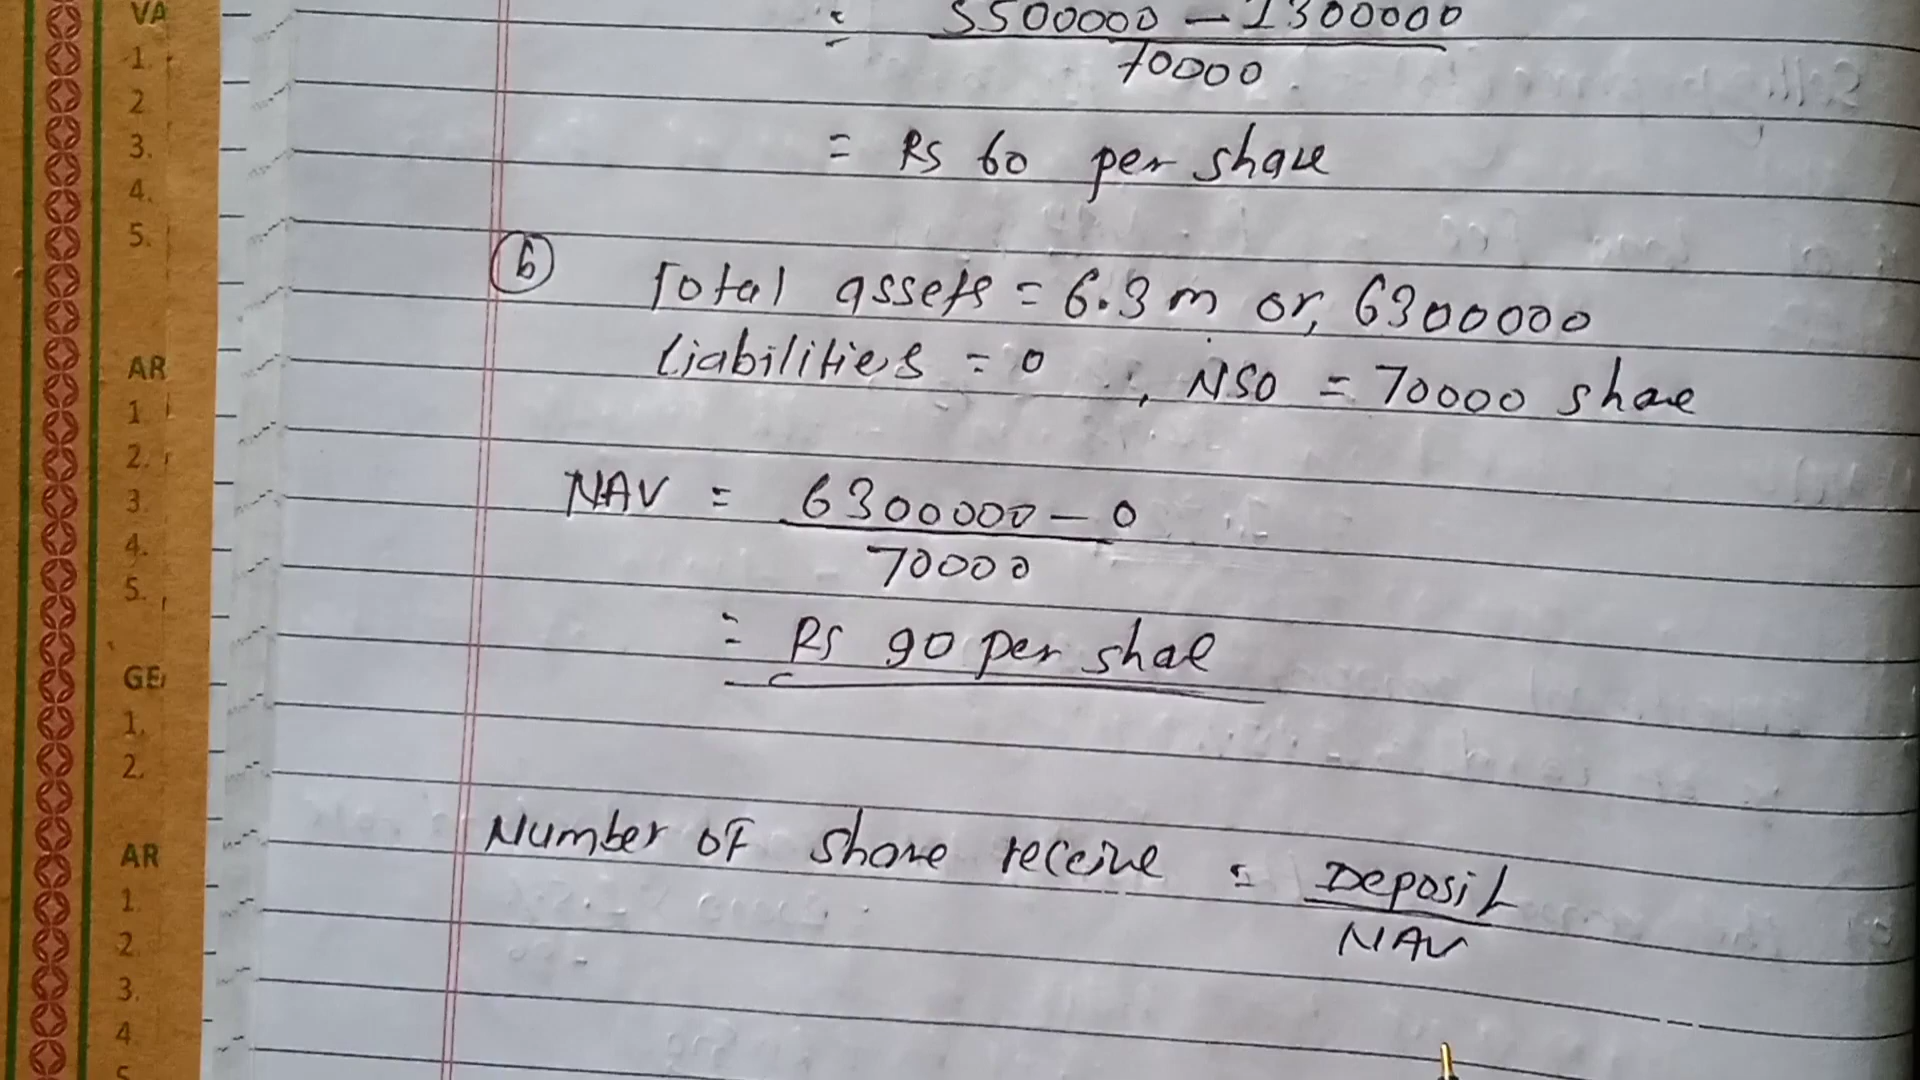 VA
1.
2
3.
4.
5.
AR
1
2.
3.
4.
5.
GE
1.
2.
AR
1.
2.
3.
4
5
= 5500000 - 1300000
70000
= Rs 60 per share
(b) Total assets = 6.3 m or, 6300000
Liabilities = 0 , NSO = 70000 share
NAV = 6300000 - 0
70000
= Rs 90 per shae
Number of share receive = Deposit
NAV